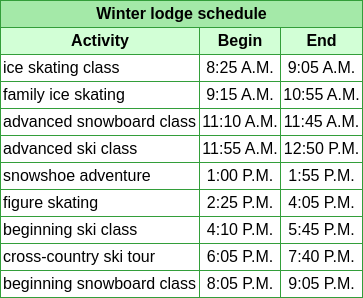 Winter lodge schedule
Activity Begin End
ice skating class 8:25 A.M. 9:05 A.M.
family ice skating 9:15 A.M. 10:55 A.M.
advanced snowboard class 11:10 A.M. 11:45 A.M.
advanced ski class 11:55 A.M. 12:50 P.M.
snowshoe adventure 1:00 P.M. 1:55 P.M.
figure skating 2:25 P.M. 4:05 P.M.
beginning ski class 4:10 P.M. 5:45 P.M.
cross-country ski tour 6:05 P.M. 7:40 P.M.
beginning snowboard class 8:05 P.M. 9:05 P.M.